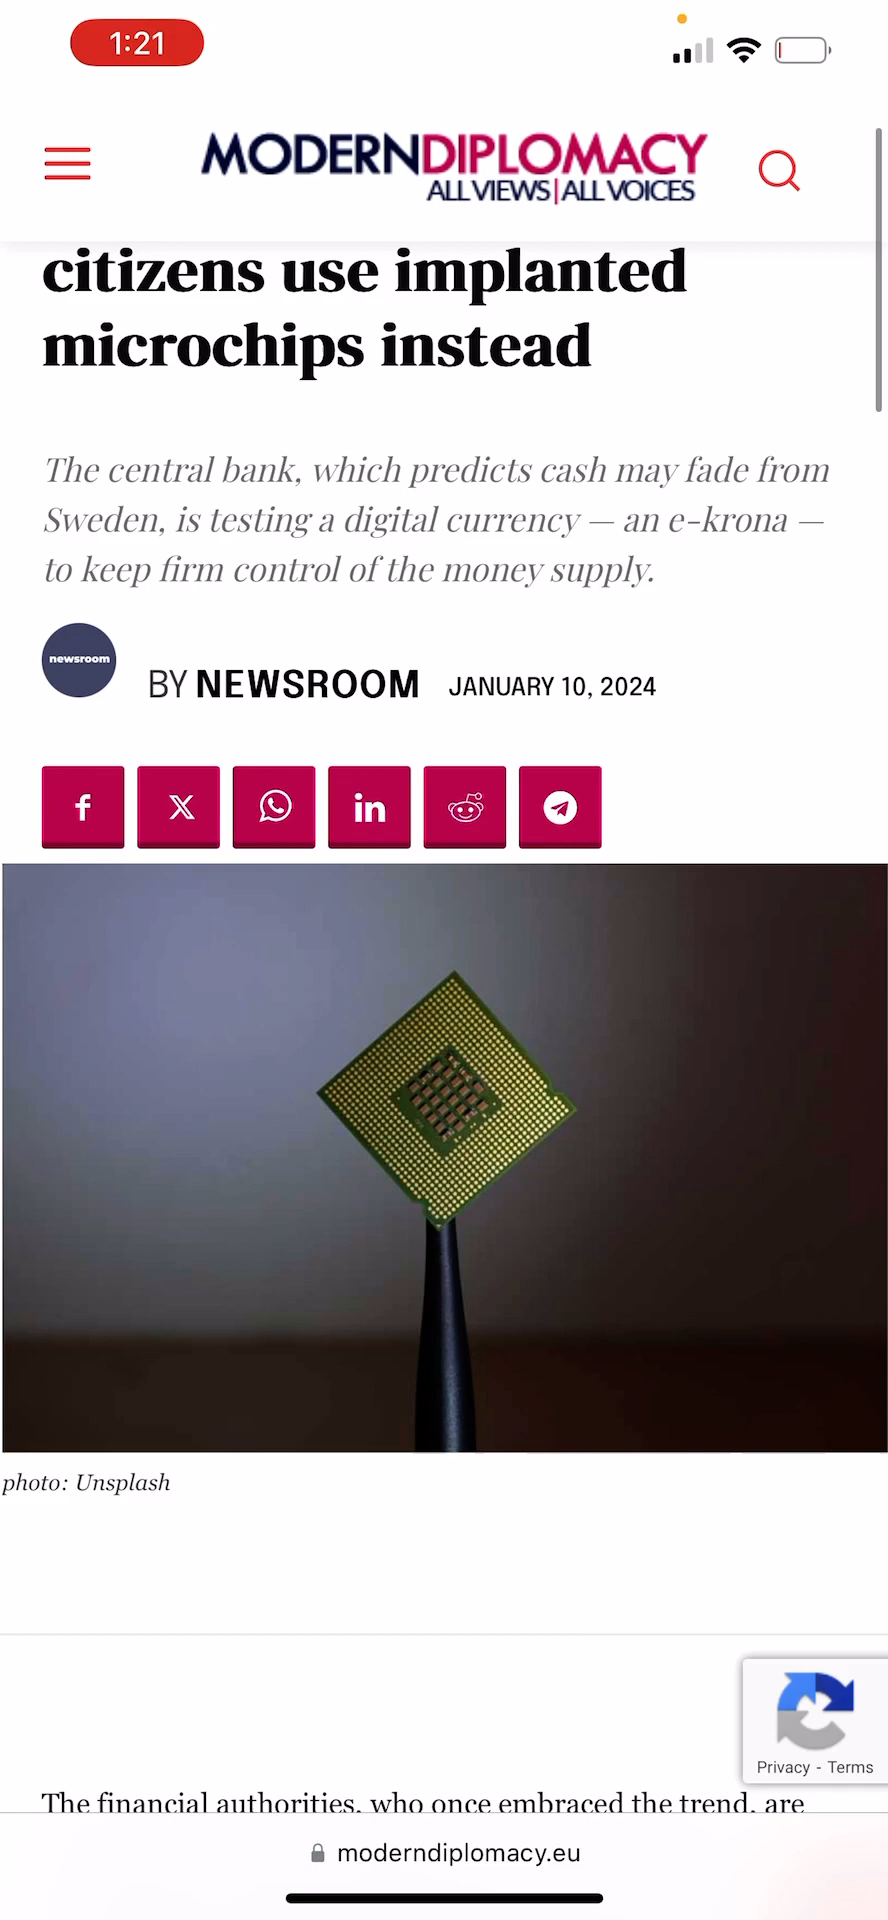 1:21
MODERNDIPLOMACY
ALL VIEWS|ALL VOICES
citizens use implanted
microchips instead
The central bank, which predicts cash may fade from
Sweden, is testing a digital currency — an e-krona —
to keep firm control of the money supply.
newsroom
BY NEWSROOM JANUARY 10, 2024
photo: Unsplash
Privacy - Terms
The financial authorities, who once embraced the trend, are
moderndiplomacy.eu